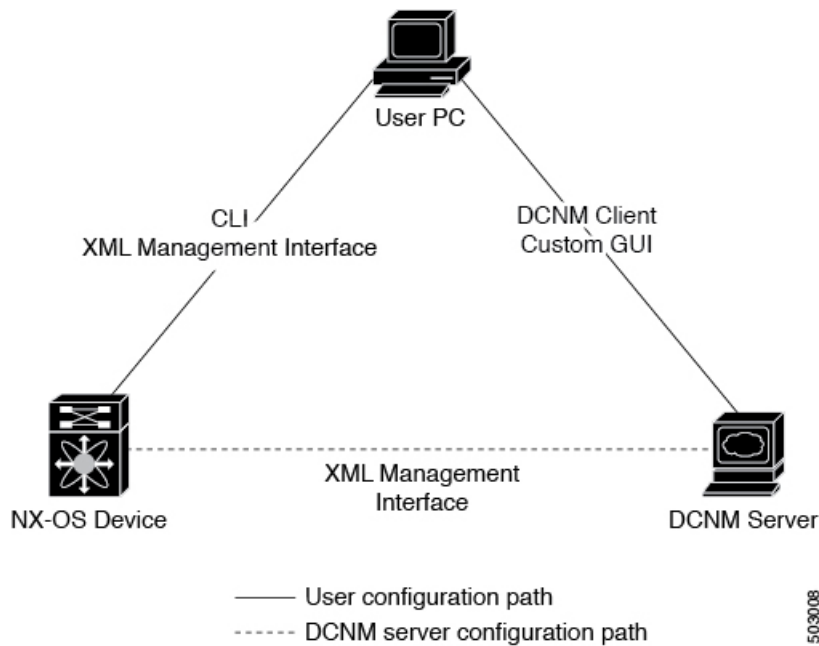 User PC
CLI
XML Management Interface
DCNM Client
Custom GUI
XML Management
Interface
NX-OS Device
DCNM Server
User configuration path
DCNM server configuration path
503008